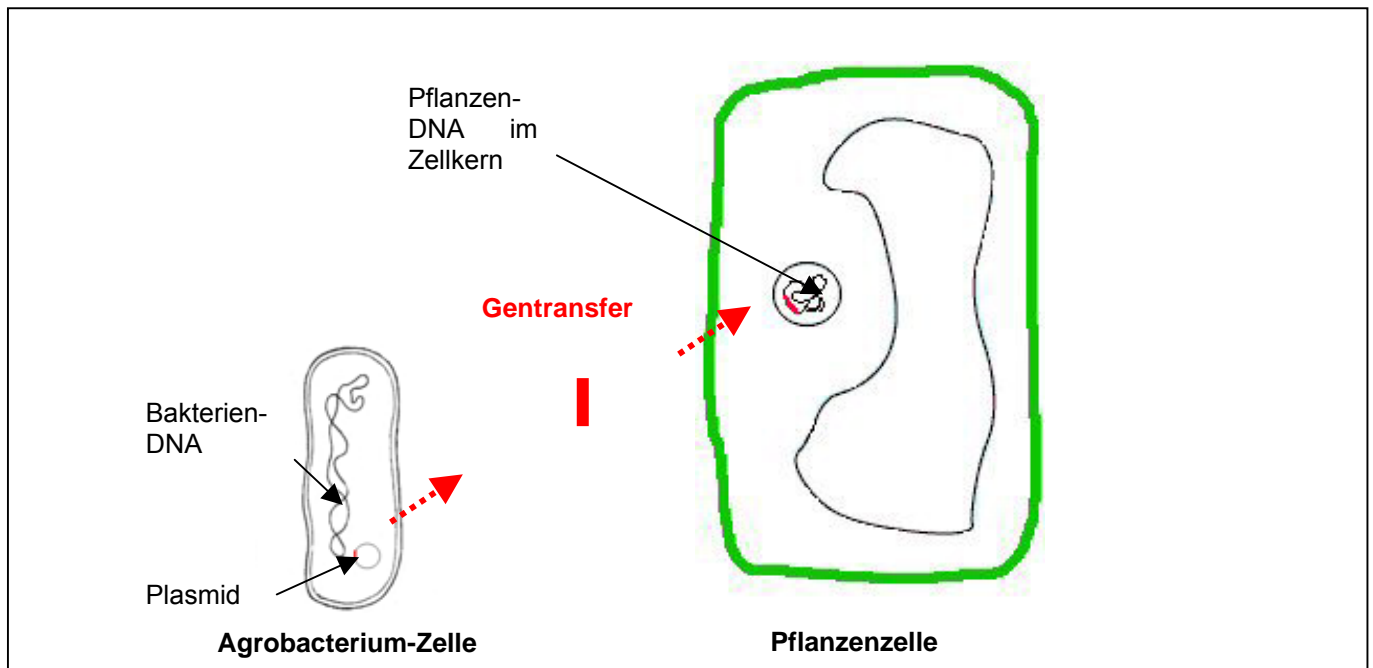 Pflanzen-
DNA im
Zellkern
Gentransfer
Bakterien-
DNA
Plasmid
Agrobacterium-Zelle
Pflanzenzelle